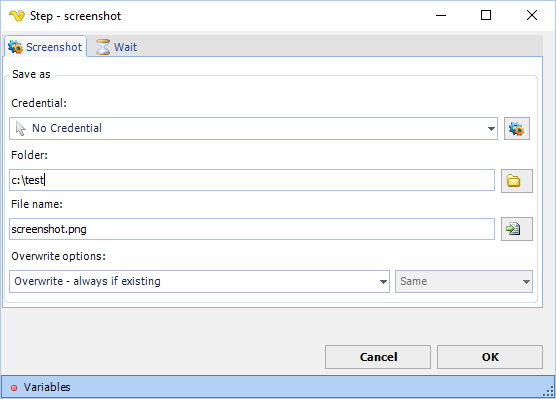 Step - screenshot
Screenshot Wait
Save as
Credential:
No Credential
Folder:
c:\test
File name:
screenshot.png
Overwrite options:
Overwrite - always if existing Same
Cancel OK
Variables